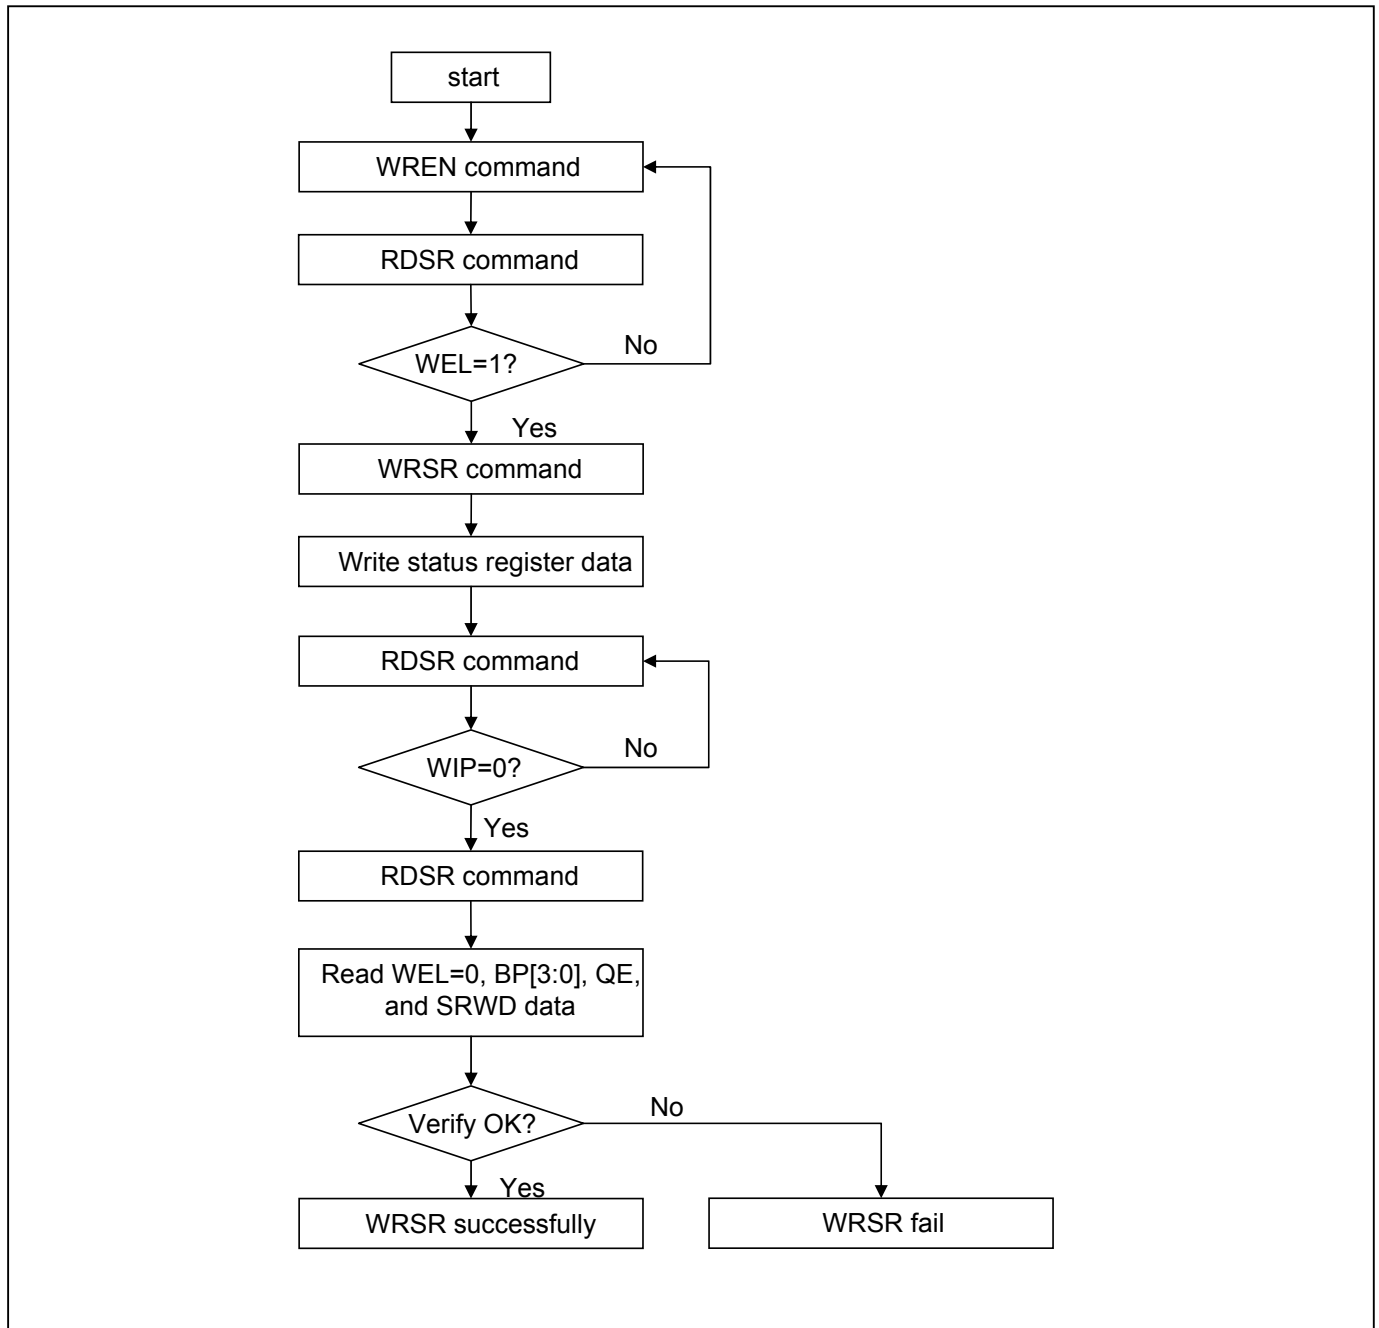 start
WREN command
RDSR command
WEL=1?
No
Yes
WRSR command
Write status register data
RDSR command
WIP=0?
No
Yes
RDSR command
Read WEL=0, BP[3:0], QE,
and SRWD data
Verify OK?
No
Yes
WRSR successfully
WRSR fail